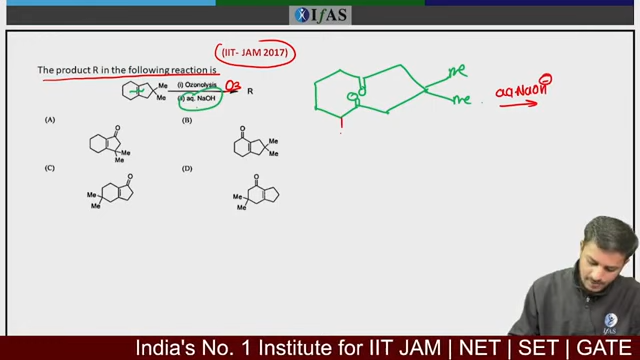 IFAS
(IIT- JAM 2017)
The product R in the following reaction is
Me
Me
(i) Ozonolysis
O3
(ii) aq. NaOH
R
me
me
aq NaOH
(A)
O
Me
Me
(B)
O
Me
Me
(C)
O
Me
Me
(D)
O
Me
Me
India's No. 1 Institute for IIT JAM | NET | SET | GATE